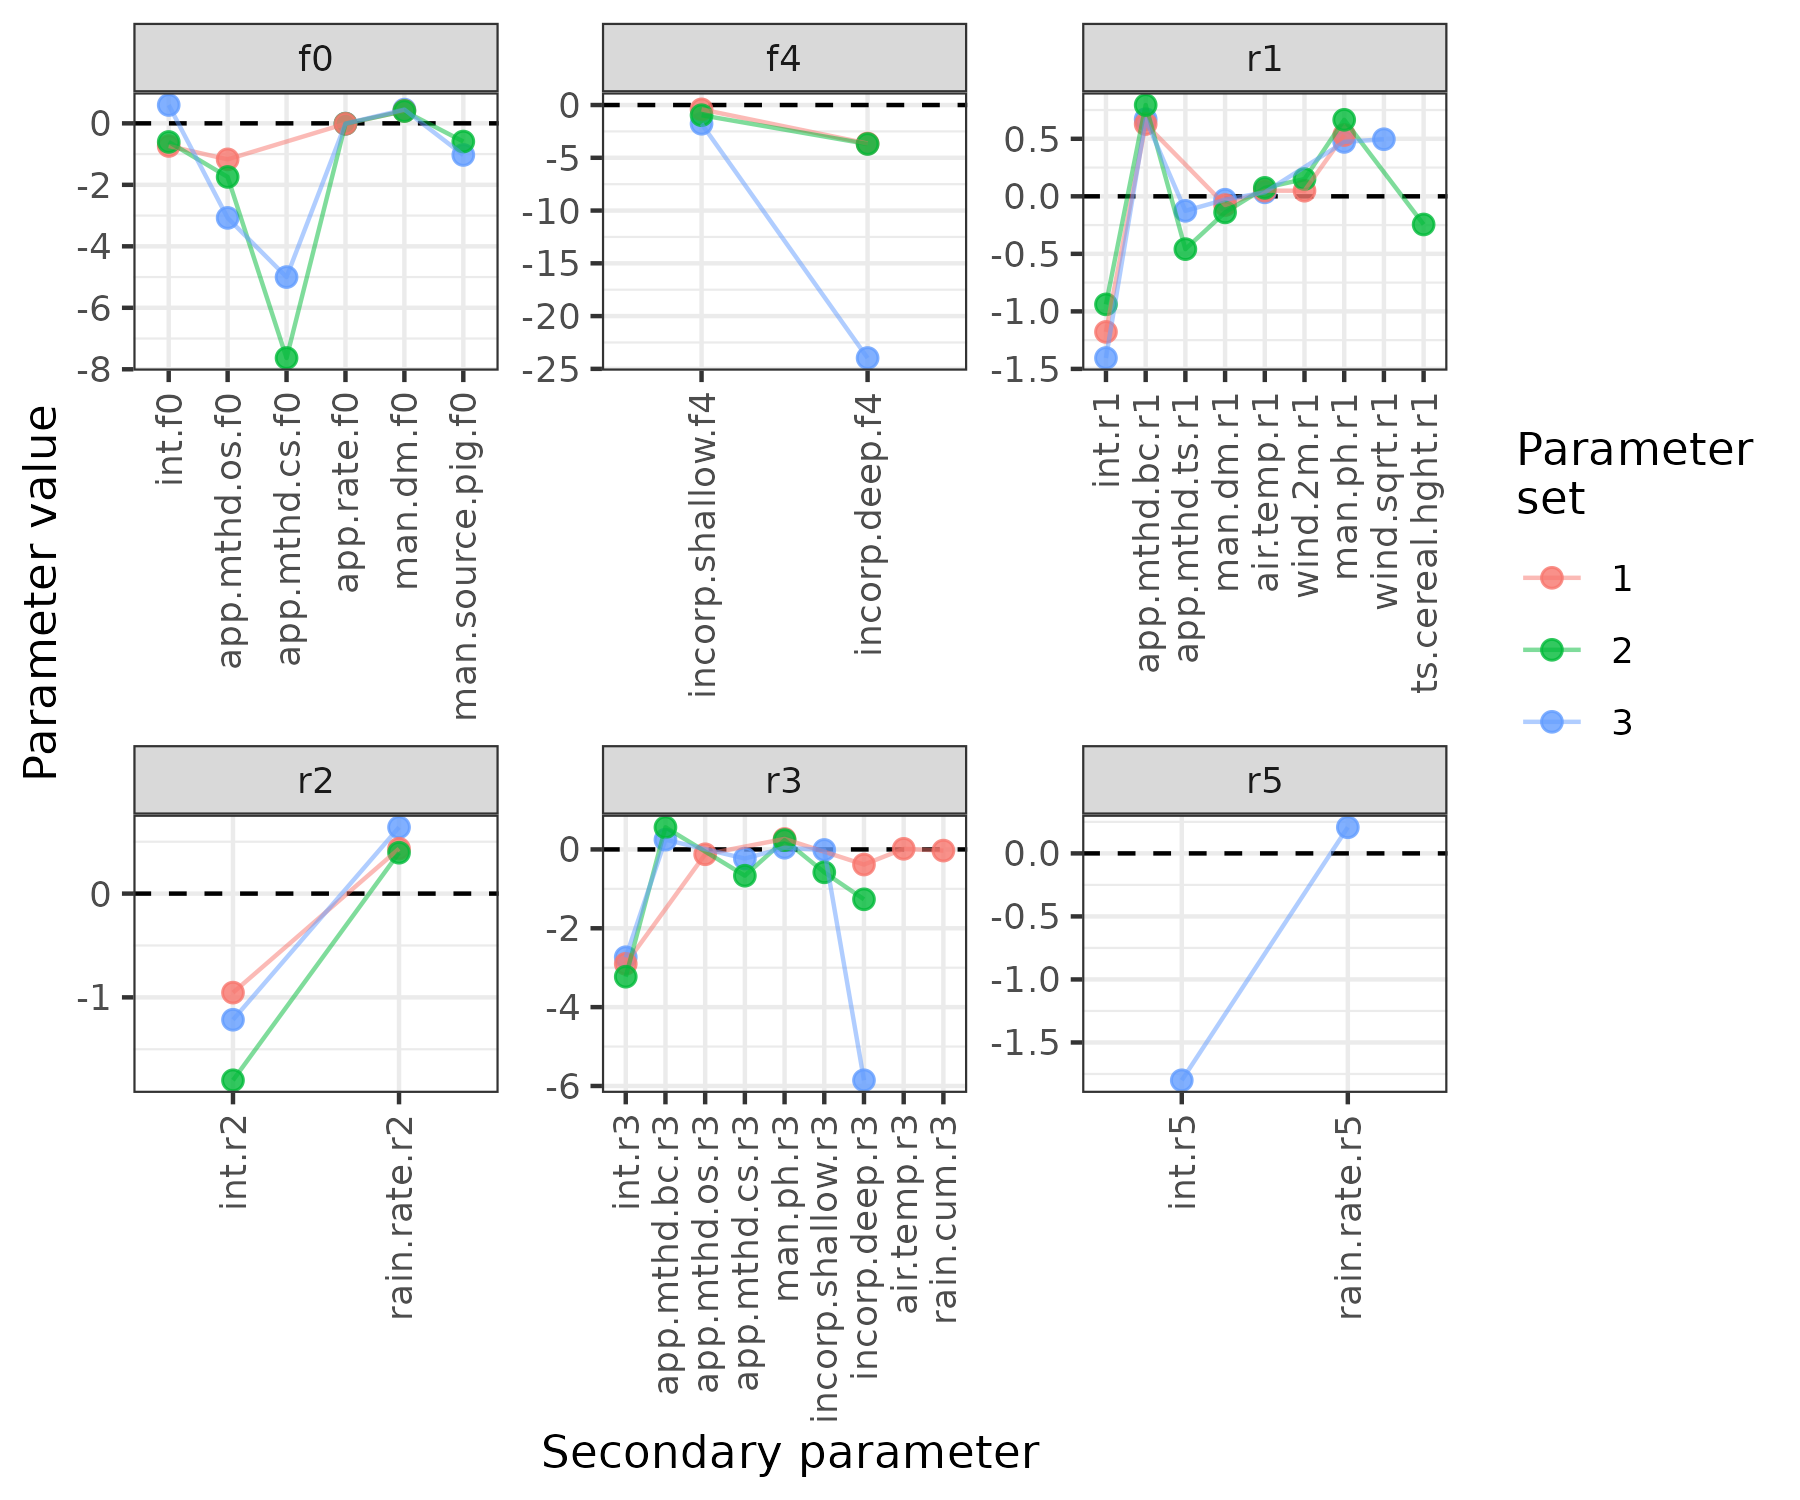 f0
f4
r1
0
-2
-4
-6
-8
0
-5
-10
-15
-20
-25
0.5
0.0
-0.5
-1.0
-1.5
int.f0
app.mthd.os.f0
app.mthd.cs.f0
app.rate.f0
man.dm.f0
man.source.pig.f0
incorp.shallow.f4
incorp.deep.f4
int.r1
app.mthd.bc.r1
app.mthd.ts.r1
man.dm.r1
air.temp.r1
wind.2m.r1
man.ph.r1
wind.sqrt.r1
ts.cereal.hght.r1
Parameter value
Parameter
set
1
2
3
r2
r3
r5
0
-1
0
-2
-4
-6
0.0
-0.5
-1.0
-1.5
int.r2
rain.rate.r2
int.r3
app.mthd.bc.r3
app.mthd.os.r3
app.mthd.cs.r3
man.ph.r3
incorp.shallow.r3
incorp.deep.r3
air.temp.r3
rain.cum.r3
int.r5
rain.rate.r5
Secondary parameter